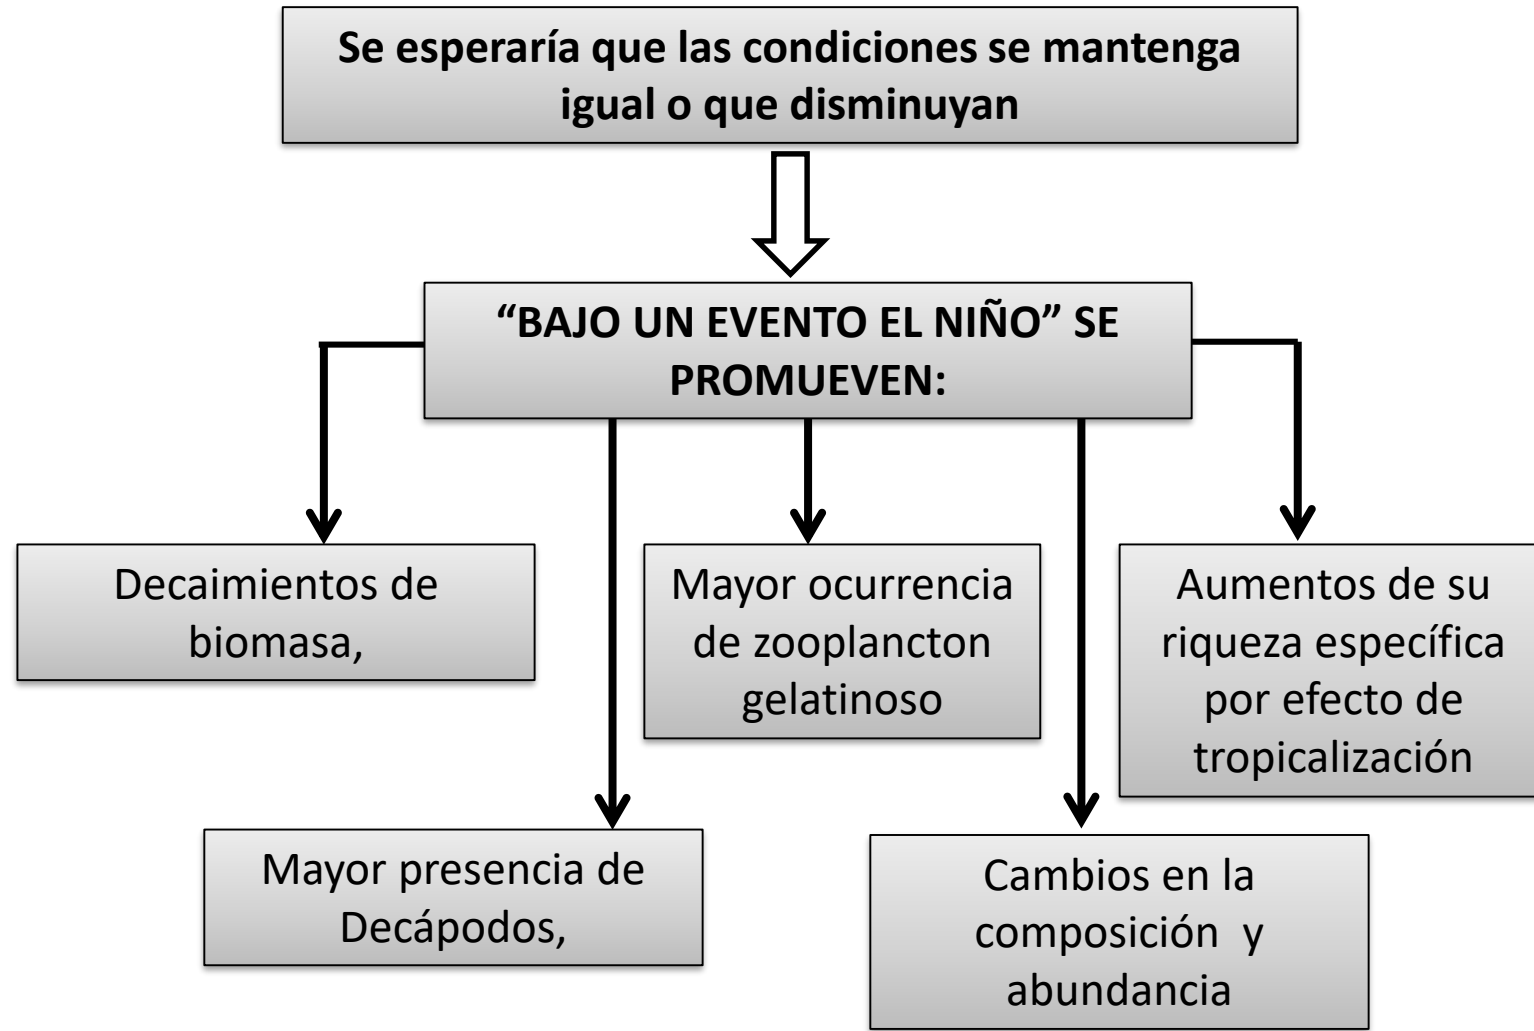 Se esperaría que las condiciones se mantenga
igual o que disminuyan
“BAJO UN EVENTO EL NIÑO” SE
PROMUEVEN:
Decaimientos de
biomasa,
Mayor ocurrencia
de zooplancton
gelatinoso
Aumentos de su
riqueza específica
por efecto de
tropicalización
Mayor presencia de
Decápodos,
Cambios en la
composición y
abundancia